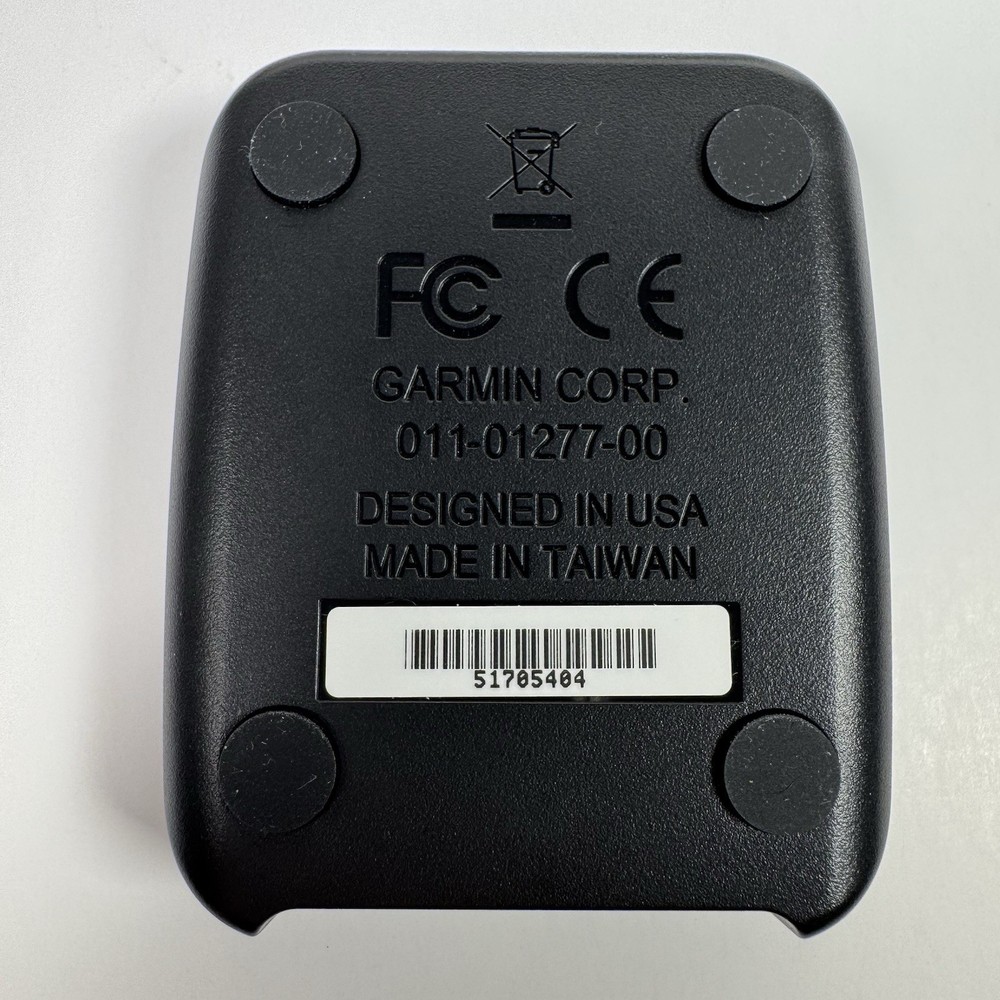 FC CE
GARMIN CORP.
011-01277-00
DESIGNED IN USA
MADE IN TAIWAN
51705404